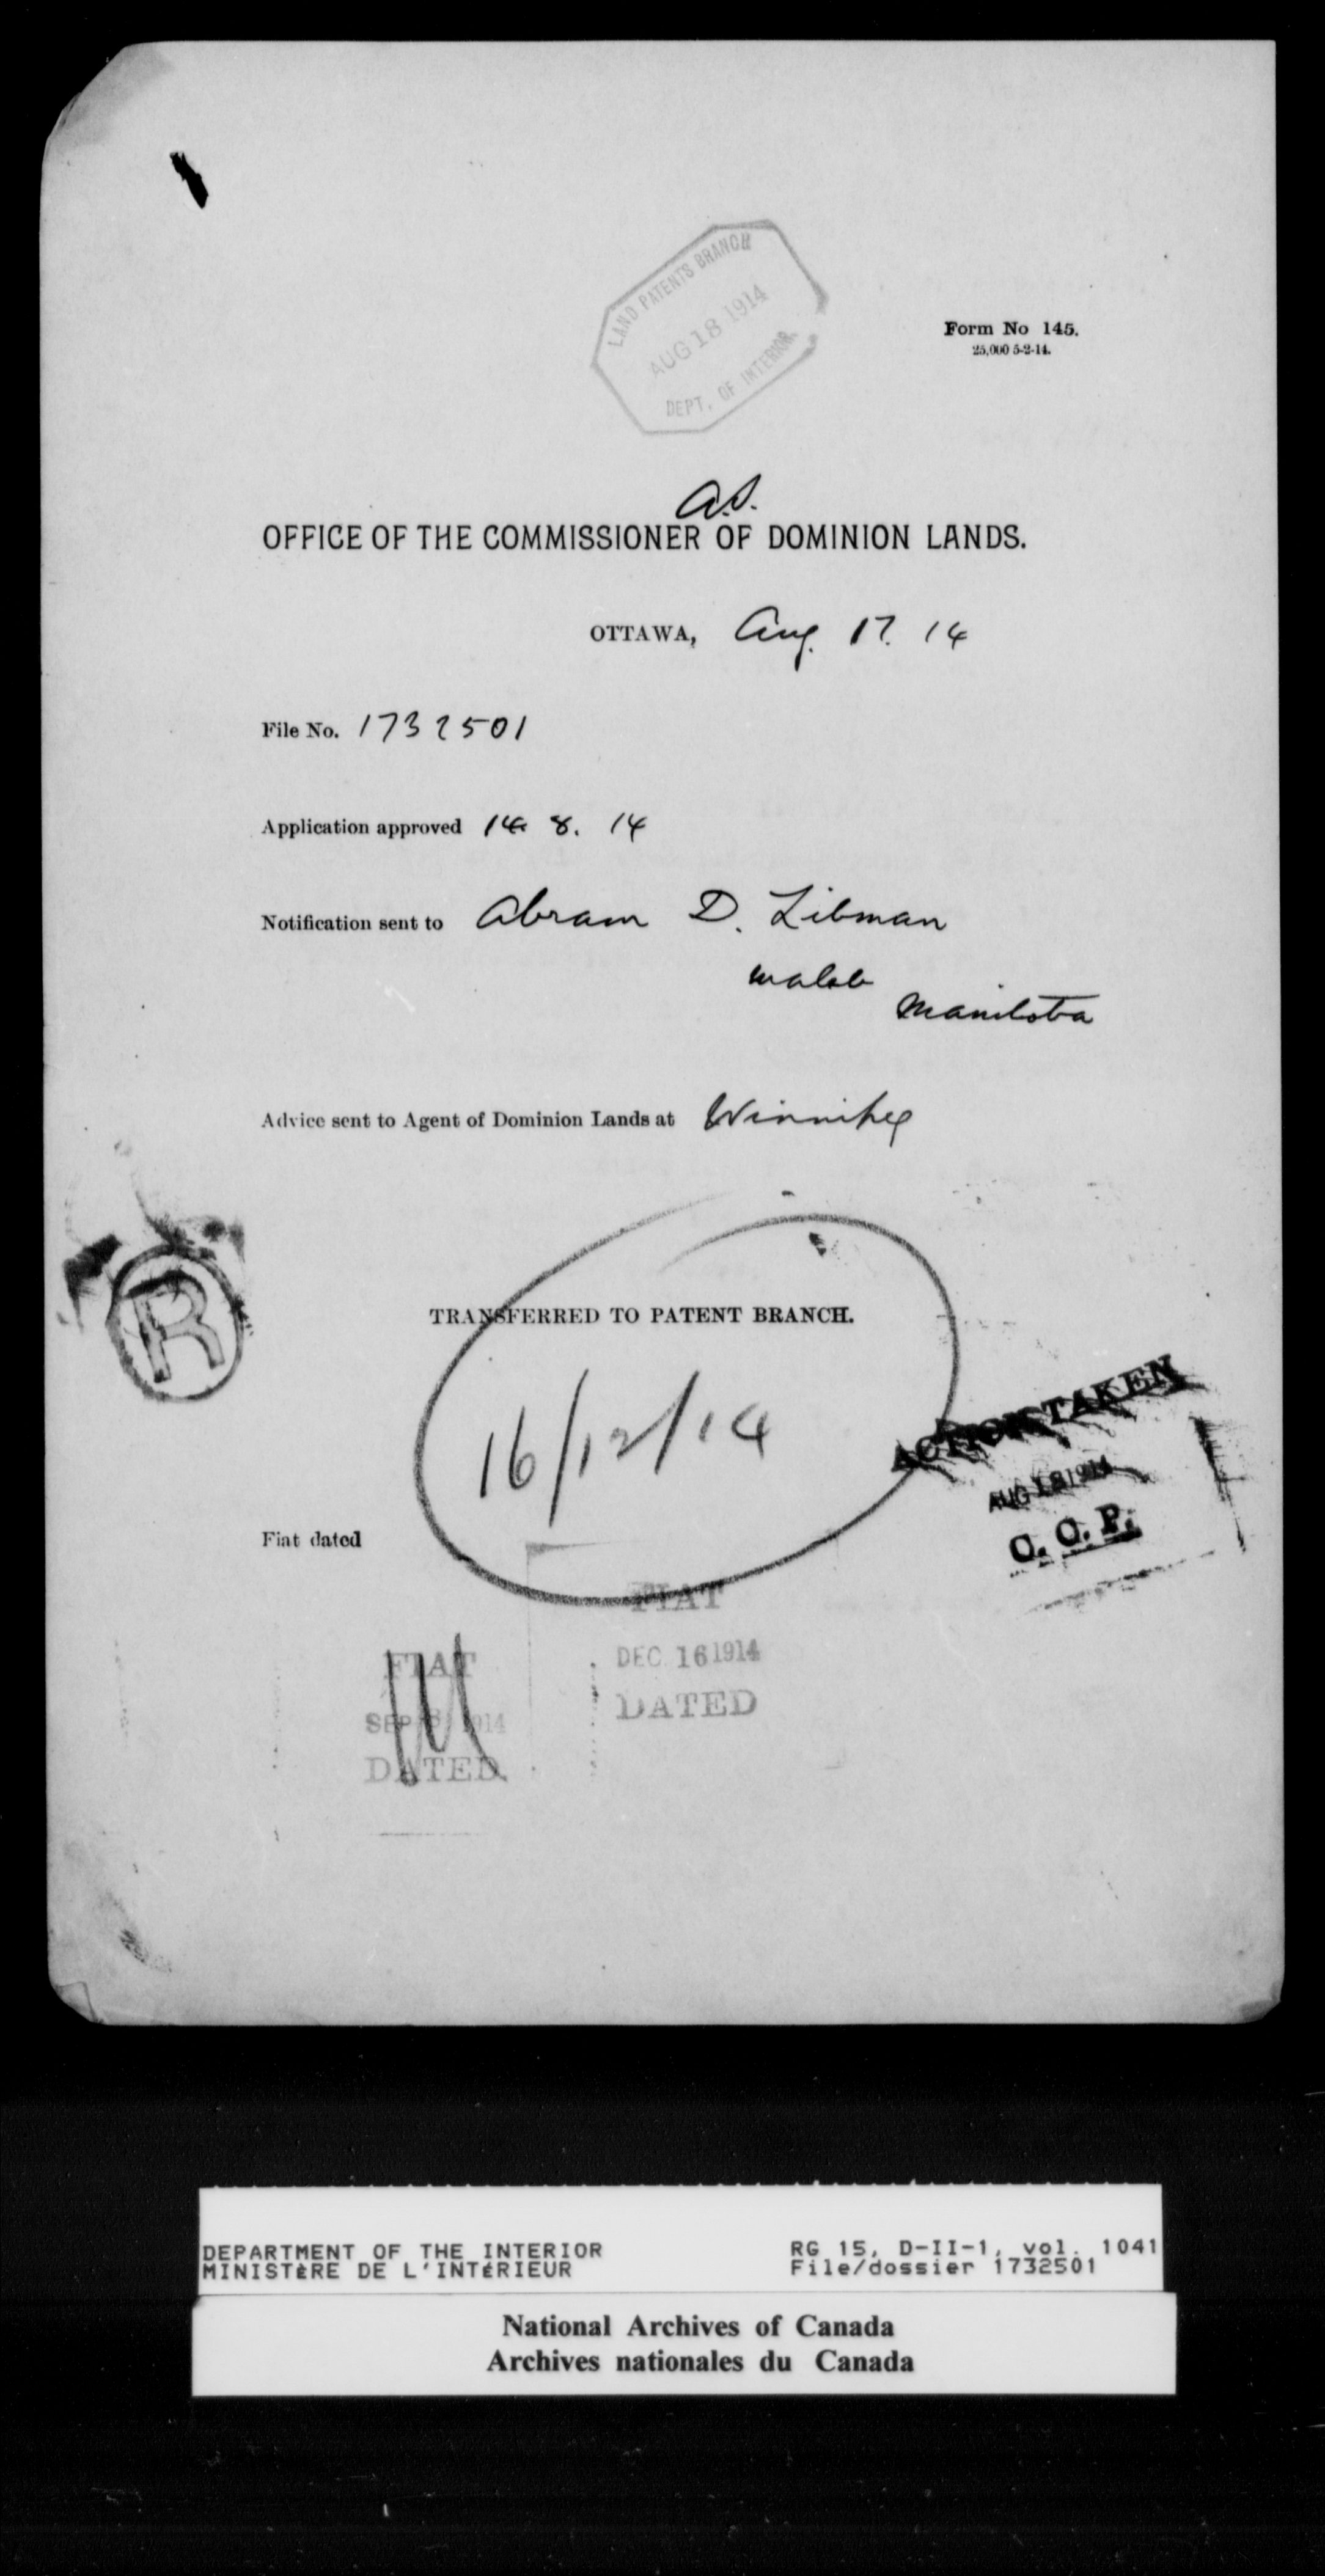 LAND PATENTS BRANCH
AUG 18 1914
DEPT. OF INTERIOR
Form No 145.
25,000 5-2-14.
a.s.
OFFICE OF THE COMMISSIONER OF DOMINION LANDS.
OTTAWA, Aug. 17. 14
File No. 1732501
Application approved 14. 8. 14
Notification sent to Abram D. Libman
Manitoba
Advice sent to Agent of Dominion Lands at Winnipeg
R
TRANSFERRED TO PATENT BRANCH.
16/12/14
ACTION TAKEN
AUG 18 1914
Fiat dated
FIAT
DEC 16 1914
DATED
FIAT
SEP 1914
DATED
DEPARTMENT OF THE INTERIOR RG 15, D-II-1, vol. 1041
MINISTÈRE DE L'INTÉRIEUR File/dossier 1732501
National Archives of Canada
Archives nationales du Canada